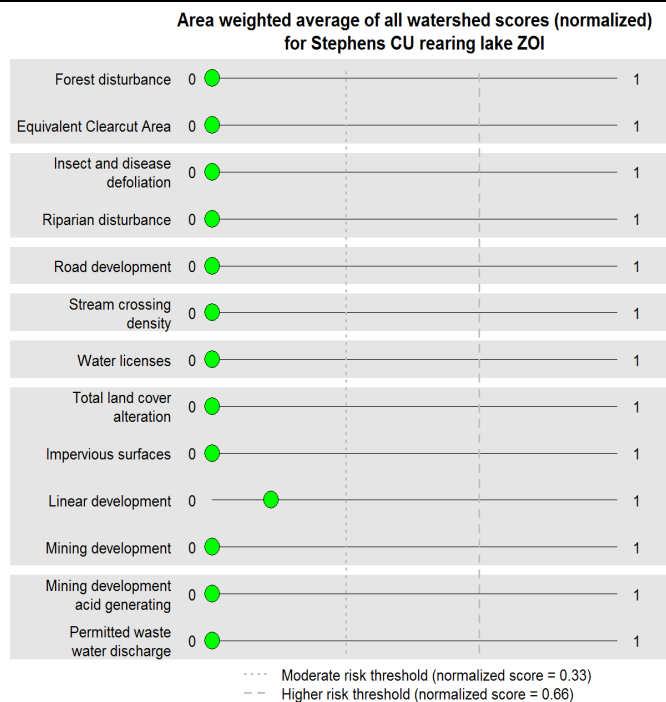 Area weighted average of all watershed scores (normalized)
for Stephens CU rearing lake ZOI
Forest disturbance 0 1
Equivalent Clearcut Area 0 1
Insect and disease
defoliation 0 1
Riparian disturbance 0 1
Road development 0 1
Stream crossing
density 0 1
Water licenses 0 1
Total land cover
alteration 0 1
Impervious surfaces 0 1
Linear development 0 1
Mining development 0 1
Mining development
acid generating 0 1
Permitted waste
water discharge 0 1
Moderate risk threshold (normalized score = 0.33)
Higher risk threshold (normalized score = 0.66)